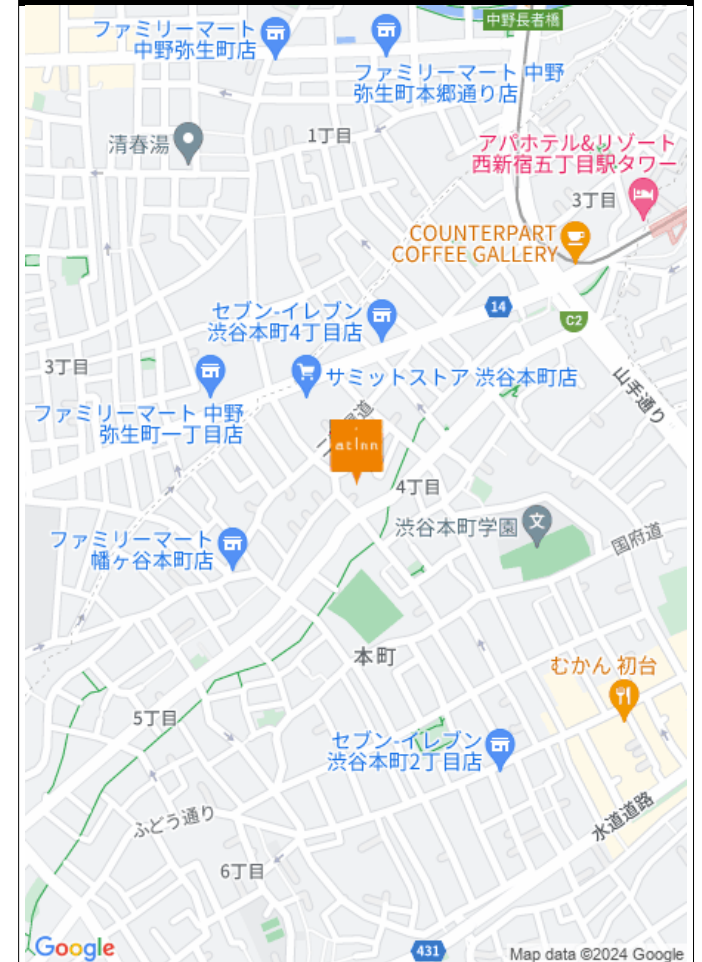 中野長者橋
ファミリーマート
中野弥生町店
ファミリーマート 中野
弥生町本郷通り店
清春湯
1丁目
アパホテル&リゾート
西新宿五丁目駅タワー
3丁目
COUNTERPART
COFFEE GALLERY
セブン-イレブン
渋谷本町4丁目店
14
C2
3丁目
サミットストア 渋谷本町店
山手通り
ファミリーマート 中野
弥生町一丁目店
atInn
4丁目
渋谷本町学園
文
国府道
ファミリーマート
幡ヶ谷本町店
本町
むかん 初台
5丁目
セブン-イレブン
渋谷本町2丁目店
ふどう通り
水道道路
6丁目
Google
431
Map data ©2024 Google